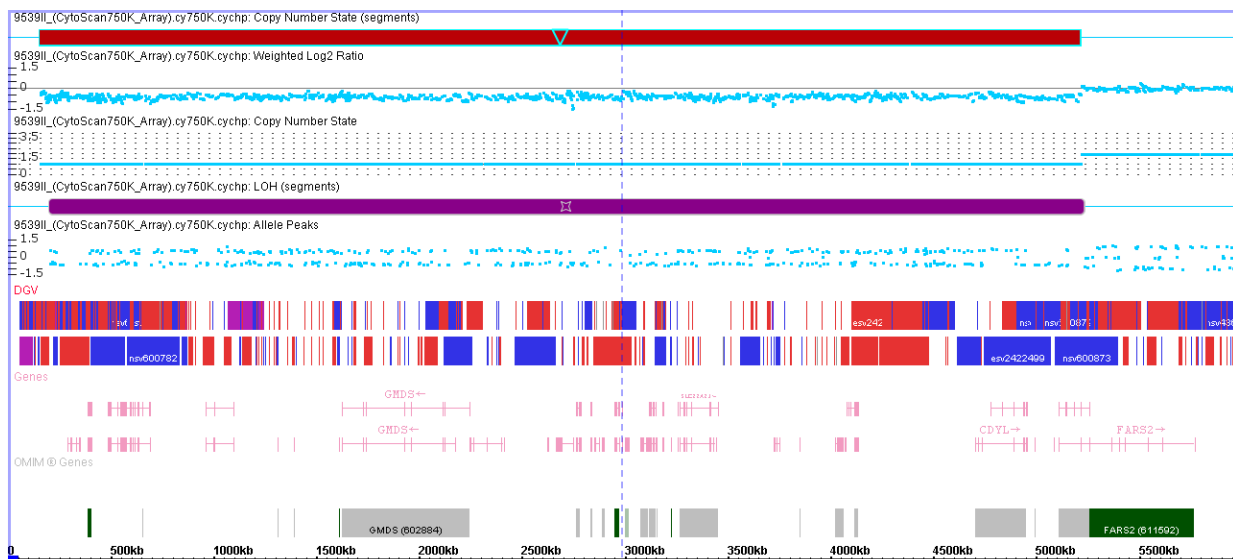 9539II_(CytoScan750K_Array).cy750K.cychp: Copy Number State (segments)
9539II_(CytoScan750K_Array).cy750K.cychp: Weighted Log2 Ratio
1.5
0
-1.5
9539II_(CytoScan750K_Array).cy750K.cychp: Copy Number State
3.5
1.5
0
9539II_(CytoScan750K_Array).cy750K.cychp: LOH (segments)
9539II_(CytoScan750K_Array).cy750K.cychp: Allele Peaks
1.5
0
-1.5
DGV
esv242
nsv600782 esv2422499 nsv600873
Genes
GMDS←
GMDS← CDYL→ FARS2→
OMIM ® Genes
GMDS (602884) FARS2 (611592)
500kb 1000kb 1500kb 2000kb 2500kb 3000kb 3500kb 4000kb 4500kb 5000kb 5500kb